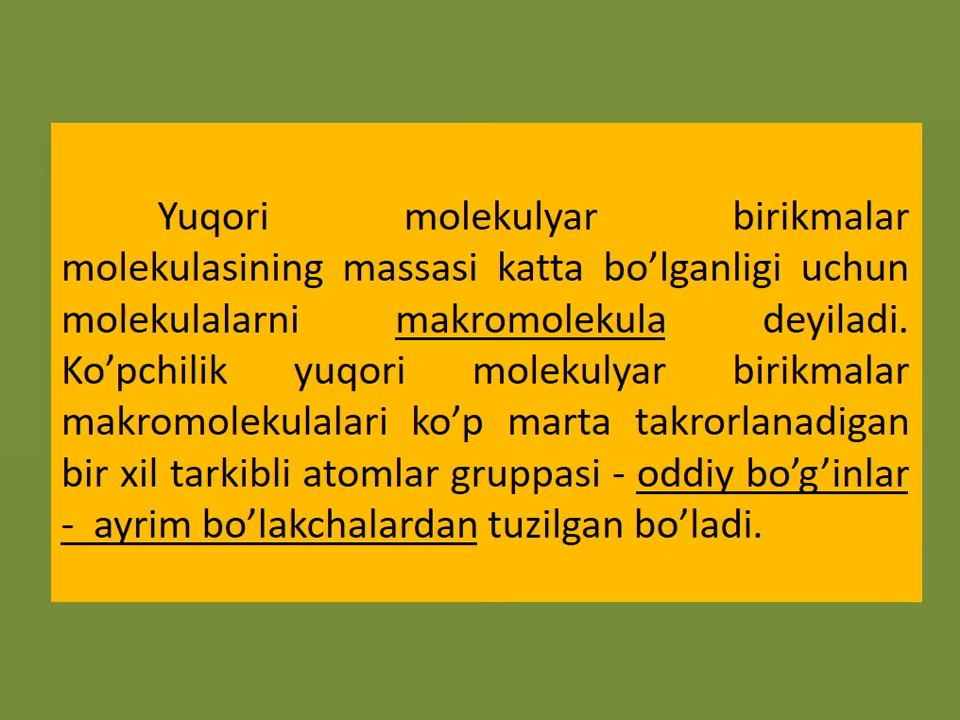 Yuqori molekulyar birikmalar
molekulasining massasi katta bo’lganligi uchun
molekulalarni makromolekula deyiladi.
Ko’pchilik yuqori molekulyar birikmalar
makromolekulalari ko’p marta takrorlanadigan
bir xil tarkibli atomlar gruppasi - oddiy bo’g’inlar
- ayrim bo’lakchalardan tuzilgan bo’ladi.